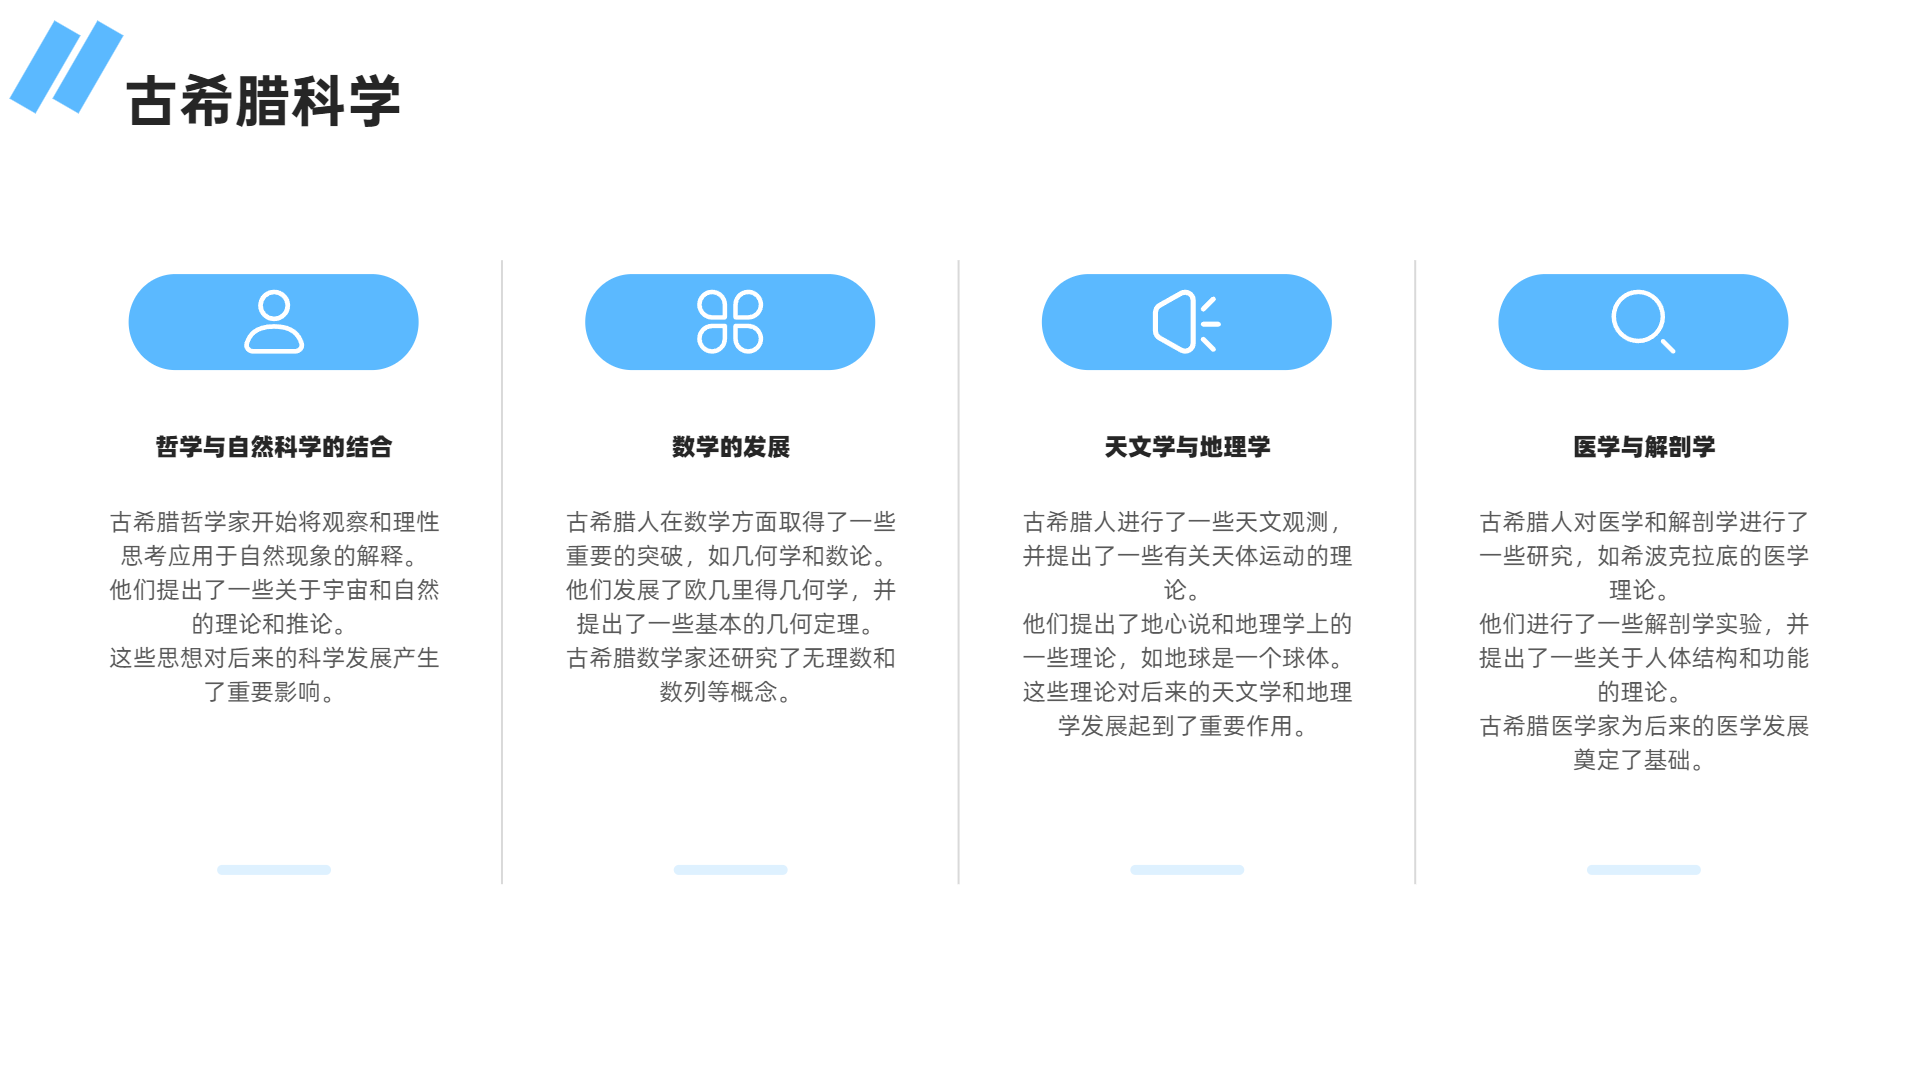 古希腊科学
哲学与自然科学的结合
古希腊哲学家开始将观察和理性
思考应用于自然现象的解释。
他们提出了一些关于宇宙和自然
的理论和推论。
这些思想对后来的科学发展产生
了重要影响。
数学的发展
古希腊人在数学方面取得了一些
重要的突破，如几何学和数论。
他们发展了欧几里得几何学，并
提出了一些基本的几何定理。
古希腊数学家还研究了无理数和
数列等概念。
天文学与地理学
古希腊人进行了一些天文观测，
并提出了一些有关天体运动的理
论。
他们提出了地心说和地理学上的
一些理论，如地球是一个球体。
这些理论对后来的天文学和地理
学发展起到了重要作用。
医学与解剖学
古希腊人对医学和解剖学进行了
一些研究，如希波克拉底的医学
理论。
他们进行了一些解剖学实验，并
提出了一些关于人体结构和功能
的理论。
古希腊医学家为后来的医学发展
奠定了基础。